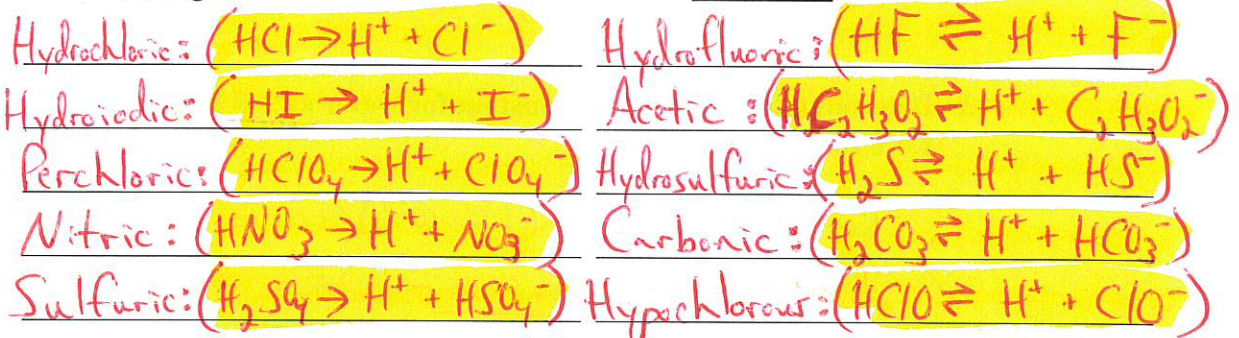 Hydrochloric: (HCl → H⁺ + Cl⁻) Hydrofluoric: (HF ⇌ H⁺ + F⁻)
Hydroiodic: (HI → H⁺ + I⁻) Acetic: (HC₂H₃O₂ ⇌ H⁺ + C₂H₃O₂⁻)
Perchloric: (HClO₄ → H⁺ + ClO₄⁻) Hydrosulfuric: (H₂S ⇌ H⁺ + HS⁻)
Nitric: (HNO₃ → H⁺ + NO₃⁻) Carbonic: (H₂CO₃ ⇌ H⁺ + HCO₃⁻)
Sulfuric: (H₂SO₄ → H⁺ + HSO₄⁻) Hypochlorous: (HClO ⇌ H⁺ + ClO⁻)